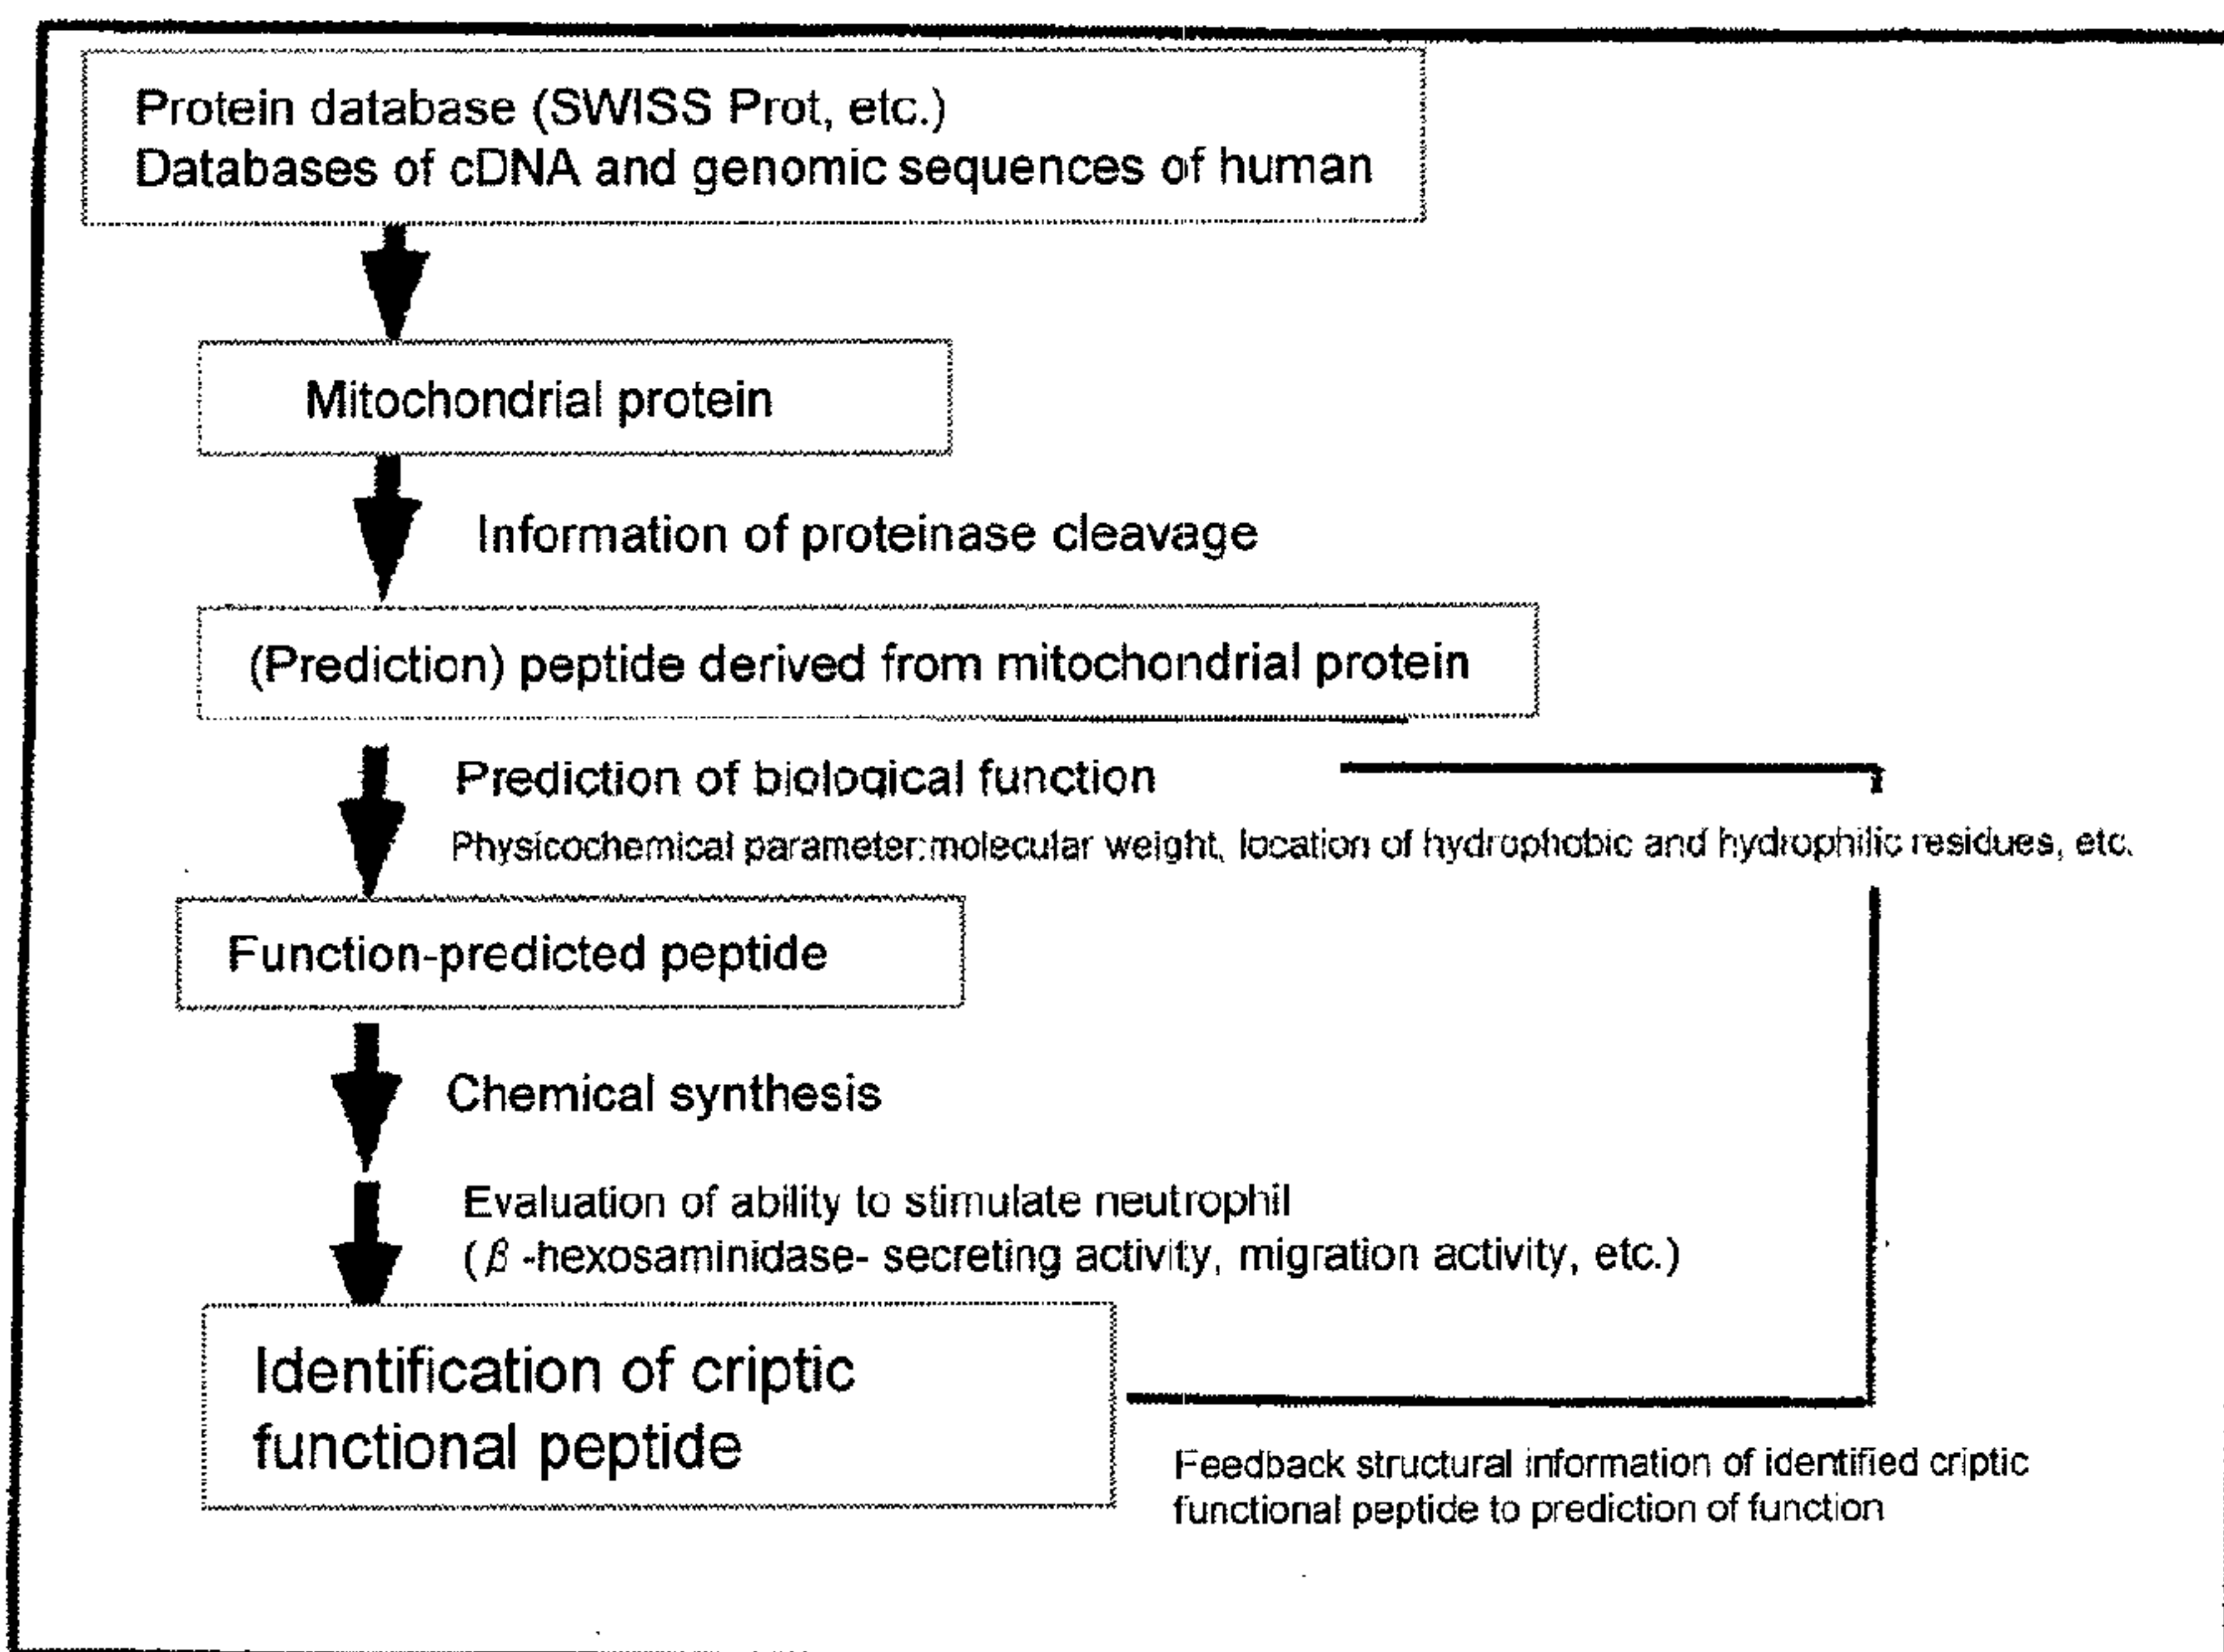 Protein database (SWISS Prot, etc.)
Databases of cDNA and genomic sequences of human
Mitochondrial protein
Information of proteinase cleavage
(Prediction) peptide derived from mitochondrial protein
Prediction of biological function
Physicochemical parameter:molecular weight, location of hydrophobic and hydrophilic residues, etc.
Function-predicted peptide
Chemical synthesis
Evaluation of ability to stimulate neutrophil
(β-hexosaminidase- secreting activity, migration activity, etc.)
Identification of criptic
functional peptide
Feedback structural information of identified criptic
functional peptide to prediction of function